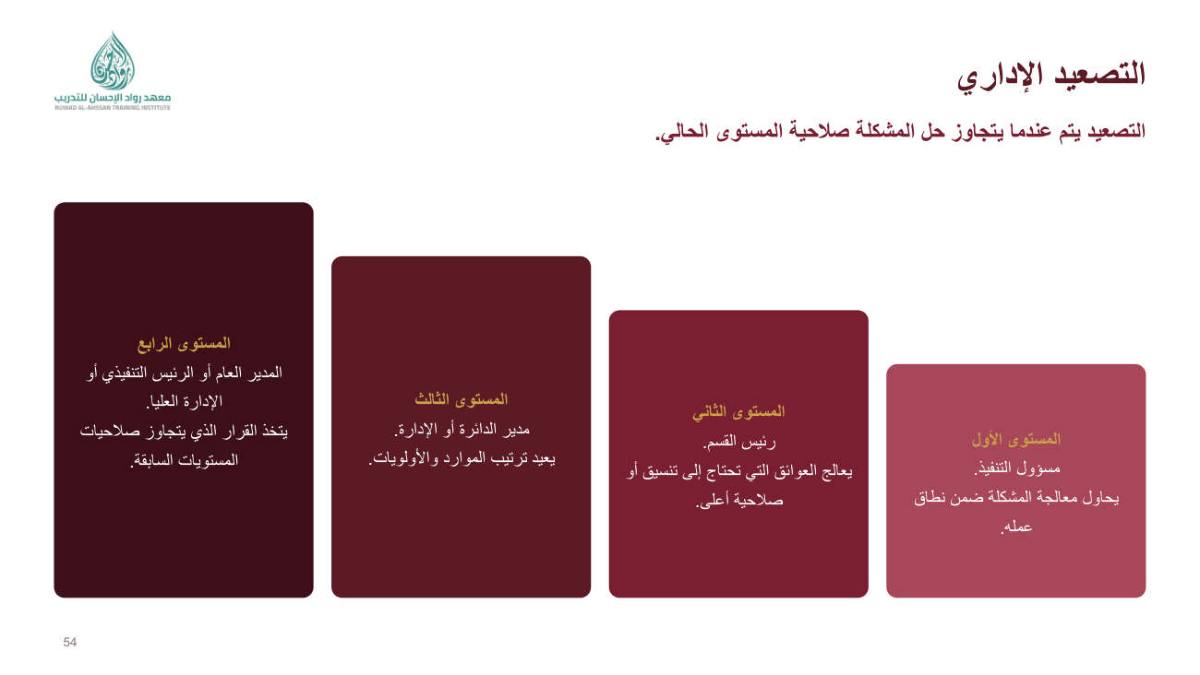 معهد رواد الإحسان للتدريب
RUWAD AL-AHSSAN TRAINING INSTITUTE
التصعيد الإداري
التصعيد يتم عندما يتجاوز حل المشكلة صلاحية المستوى الحالي.
المستوى الأول
مسؤول التنفيذ.
يحاول معالجة المشكلة ضمن نطاق
عمله.
المستوى الثاني
رئيس القسم.
يعالج العوائق التي تحتاج إلى تنسيق أو
صلاحية أعلى.
المستوى الثالث
مدير الدائرة أو الإدارة.
يعيد ترتيب الموارد والأولويات.
المستوى الرابع
المدير العام أو الرئيس التنفيذي أو
الإدارة العليا.
يتخذ القرار الذي يتجاوز صلاحيات
المستويات السابقة.
54